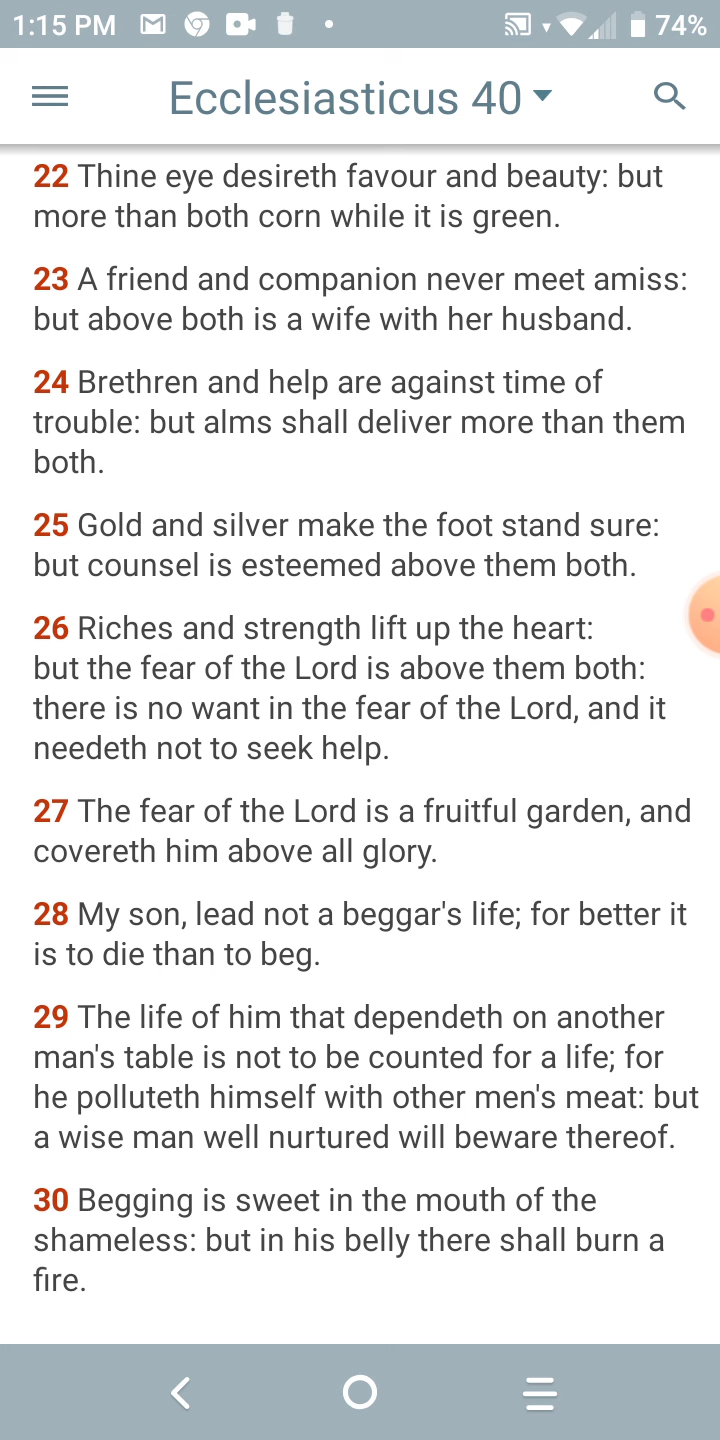 1:15 PM 74%
Ecclesiasticus 40
22 Thine eye desireth favour and beauty: but
more than both corn while it is green.
23 A friend and companion never meet amiss:
but above both is a wife with her husband.
24 Brethren and help are against time of
trouble: but alms shall deliver more than them
both.
25 Gold and silver make the foot stand sure:
but counsel is esteemed above them both.
26 Riches and strength lift up the heart:
but the fear of the Lord is above them both:
there is no want in the fear of the Lord, and it
needeth not to seek help.
27 The fear of the Lord is a fruitful garden, and
covereth him above all glory.
28 My son, lead not a beggar's life; for better it
is to die than to beg.
29 The life of him that dependeth on another
man's table is not to be counted for a life; for
he polluteth himself with other men's meat: but
a wise man well nurtured will beware thereof.
30 Begging is sweet in the mouth of the
shameless: but in his belly there shall burn a
fire.